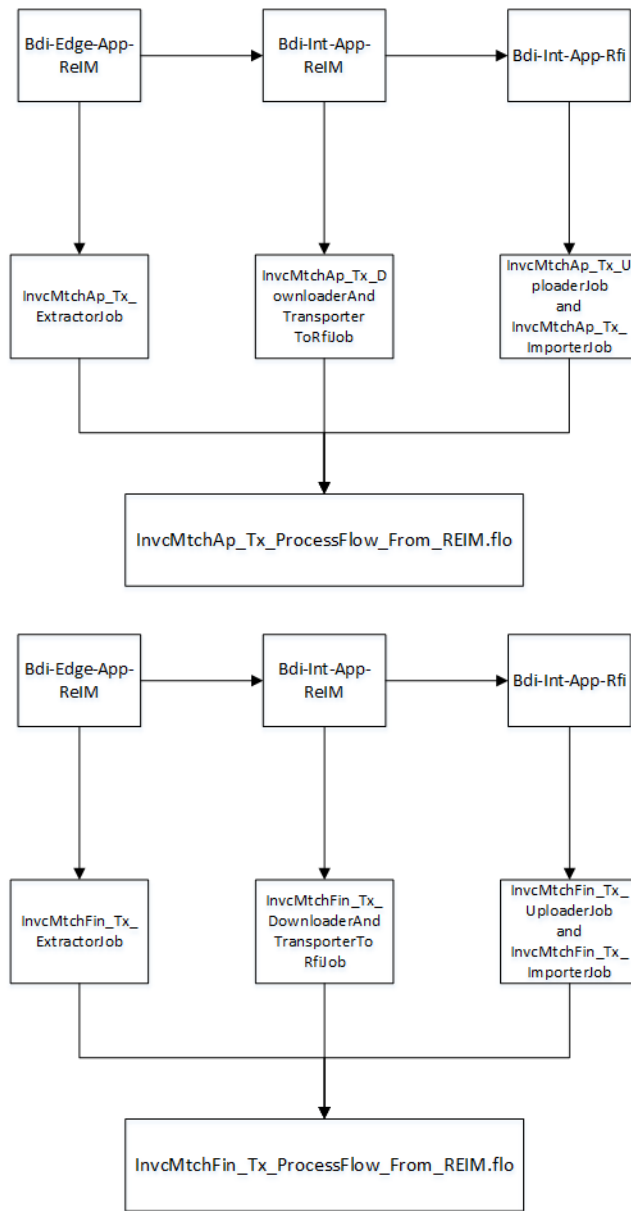 Bdi-Edge-App-
ReIM
Bdi-Int-App-
ReIM
Bdi-Int-App-Rfi
InvcMtchAp_Tx_
ExtractorJob
InvcMtchAp_Tx_D
ownloaderAnd
Transporter
ToRfiJob
InvcMtchAp_Tx_U
ploaderJob
and
InvcMtchAp_Tx_
ImporterJob
InvcMtchAp_Tx_ProcessFlow_From_REIM.flo
Bdi-Edge-App-
ReIM
Bdi-Int-App-
ReIM
Bdi-Int-App-Rfi
InvcMtchFin_Tx_
ExtractorJob
InvcMtchFin_Tx_
DownloaderAnd
TransporterTo
RfiJob
InvcMtchFin_Tx_
UploaderJob
and
InvcMtchFin_Tx_
ImporterJob
InvcMtchFin_Tx_ProcessFlow_From_REIM.flo